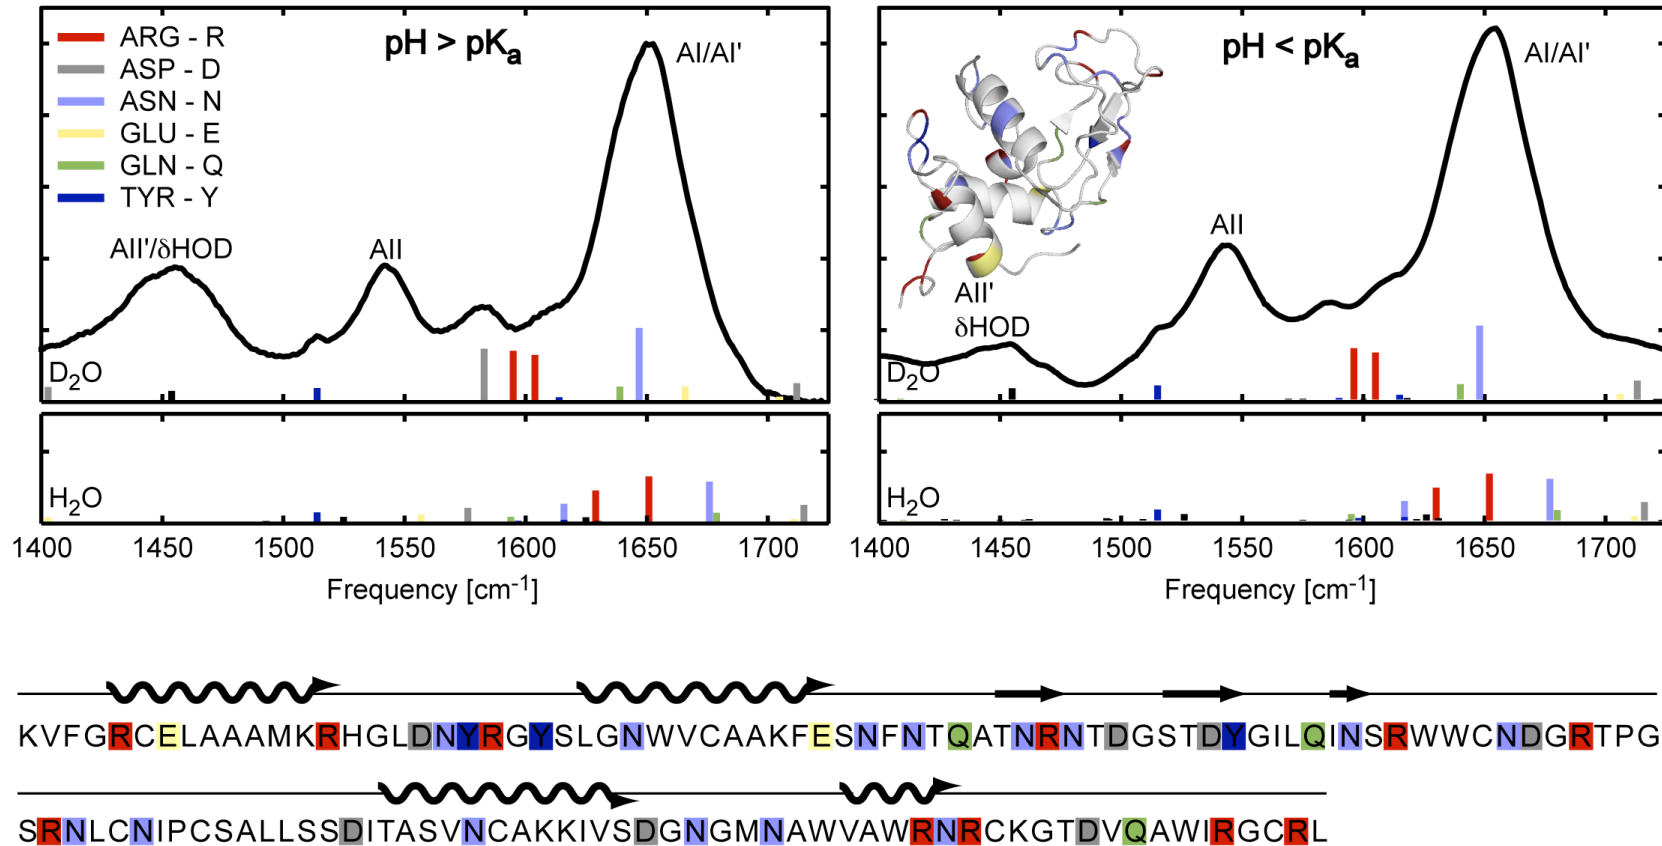 ARG - R
ASP - D
ASN - N
GLU - E
GLN - Q
TYR - Y
pH > pKa
AI/AI'
AII'/δHOD
AII
D2O
H2O
1400 1450 1500 1550 1600 1650 1700
Frequency [cm-1]
pH < pKa
AI/AI'
AII
AII'
δHOD
D2O
H2O
1400 1450 1500 1550 1600 1650 1700
Frequency [cm-1]
KVFGRCELAAAMKRHGLDNYRGYSLGNWVCAAKFESNFNTQATNRNTDGSTDYGILQINSRWWCNDGRTPG
SRNLCNIPCSALLSSDITASVNCAKKIVSDGNGMNAWVAWRNRCKGTDVQAWIRGCRL